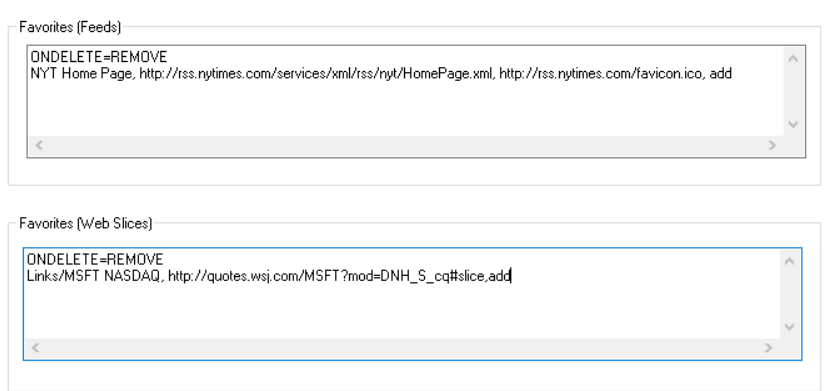 Favorites (Feeds)
ONDELETE=REMOVE
NYT Home Page, http://rss.nytimes.com/services/xml/rss/nyt/HomePage.xml, http://rss.nytimes.com/favicon.ico, add
Favorites (Web Slices)
ONDELETE=REMOVE
Links/MSFT NASDAQ, http://quotes.wsj.com/MSFT?mod=DNH_S_cq#slice,add